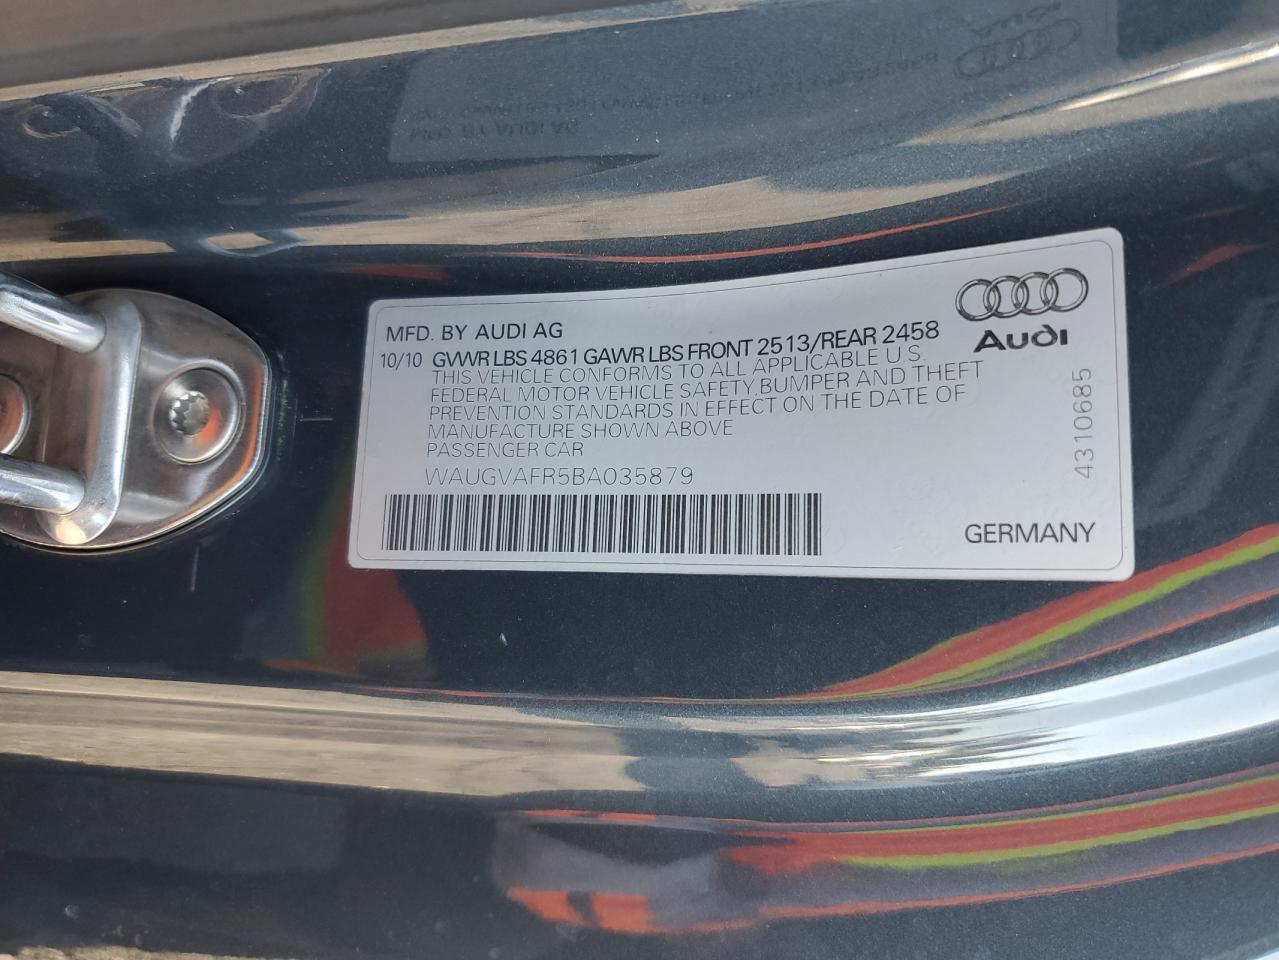 MFD. BY AUDI AG
10/10 GVWR LBS 4861 GAWR LBS FRONT 2513/REAR 2458
THIS VEHICLE CONFORMS TO ALL APPLICABLE U.S.
FEDERAL MOTOR VEHICLE SAFETY,BUMPER AND THEFT
PREVENTION STANDARDS IN EFFECT ON THE DATE OF
MANUFACTURE SHOWN ABOVE
PASSENGER CAR
WAUGVAFR5BA035879
Audi
4310685
GERMANY